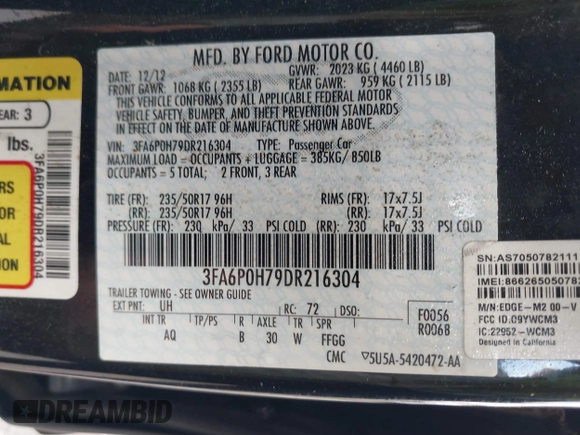 MFD. BY FORD MOTOR CO.
DATE: 12/12 GVWR: 2023 KG ( 4460 LB)
FRONT GAWR: 1068 KG ( 2355 LB) REAR GAWR: 959 KG ( 2115 LB)
THIS VEHICLE CONFORMS TO ALL APPLICABLE FEDERAL MOTOR
VEHICLE SAFETY, BUMPER, AND THEFT PREVENTION STANDARDS
IN EFFECT ON THE DATE OF MANUFACTURE SHOWN ABOVE.
VIN: 3FA6P0H79DR216304 TYPE: Passenger Car
MAXIMUM LOAD = OCCUPANTS + LUGGAGE = 385KG/ 850LB
OCCUPANTS = 5 TOTAL; 2 FRONT, 3 REAR
TIRE (FR): 235/50R17 96H RIMS (FR): 17x7.5J
(RR): 235/50R17 96H (RR): 17x7.5J
PRESSURE (FR): 230 kPa/ 33 PSI COLD (RR): 230 kPa/ 33 PSI COLD
3FA6P0H79DR216304
TRAILER TOWING - SEE OWNER GUIDE
EXT PNT: UH RC: 72 DSO: F0056
R0068
INT TR TP/PS R AXLE TR SPR
AQ B 30 W FFGG
CMC ▽5U5A-5420472-AA
MATION
EAR: 3
lbs.
3FA6P0H79DR216304
ERS
OR
AL
ION
SN:AS7050782111
IMEI:866265050782
M/N:EDGE-M2 00-V
FCC ID:O9YWCM3
IC:22952-WCM3
Designed in California
DREAMBID